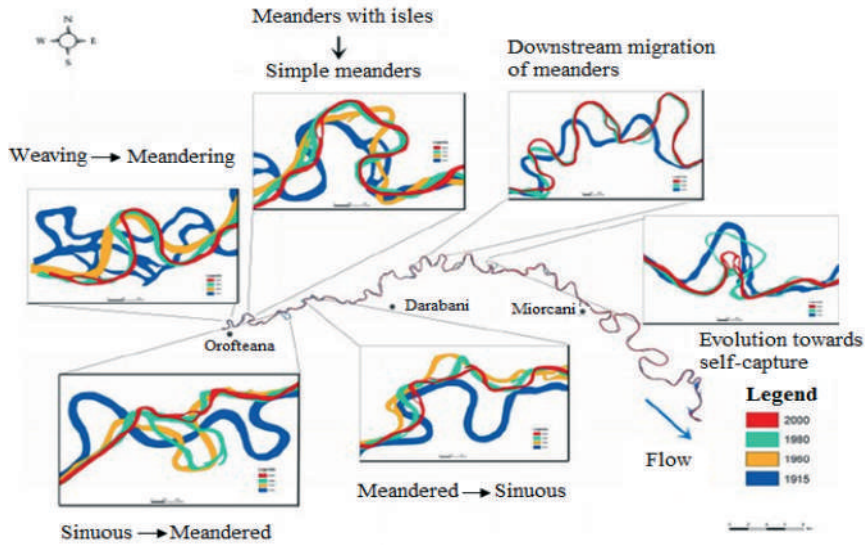 N
W E
S
Meanders with isles
Simple meanders
Downstream migration
of meanders
Weaving → Meandering
Darabani
Miorcani
Orofteana
Evolution towards
self-capture
Legend
2000
1980
1960
1915
Flow
Meandered → Sinuous
Sinuous → Meandered